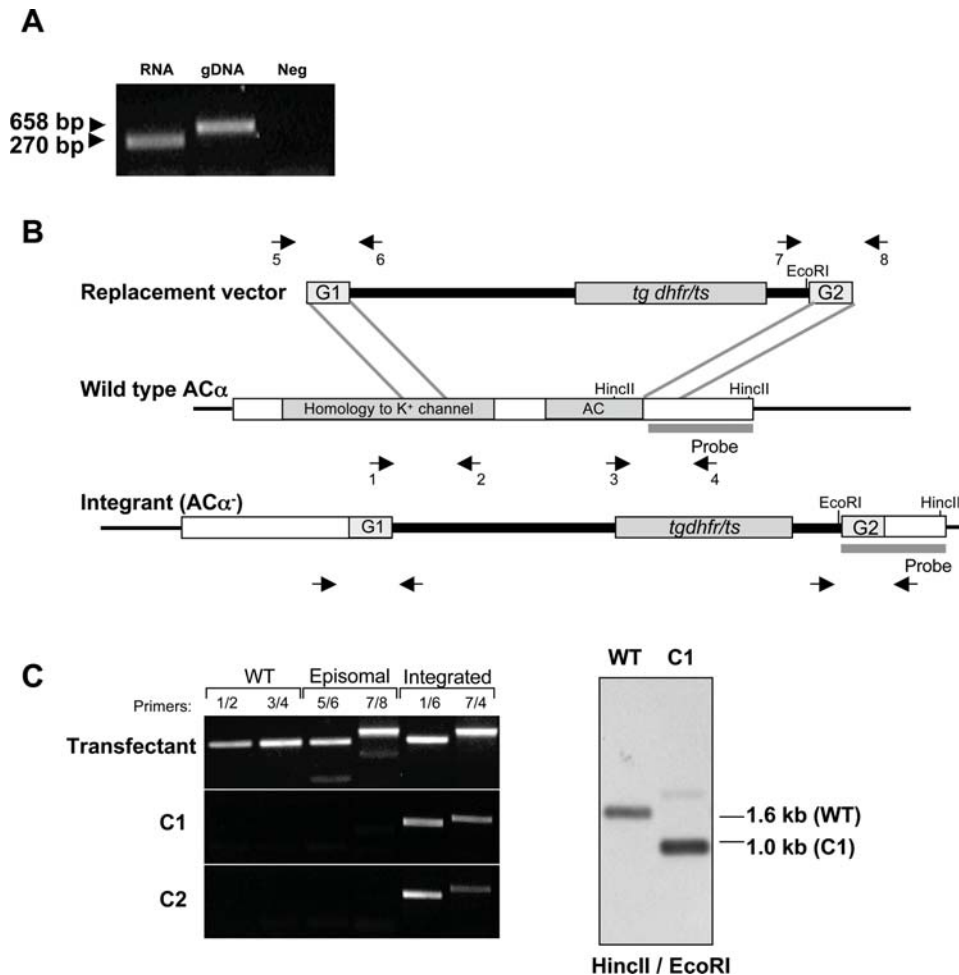 A
RNA gDNA Neg
658 bp
270 bp
B
5 6 7 8
EcoRI
Replacement vector G1 tg dhfr/ts G2
HincII HincII
Wild type ACα Homology to K⁺ channel AC
Probe
1 2 3 4
Integrant (ACα⁻) EcoRI HincII
G1 tgdhfr/ts G2
Probe
C
WT Episomal Integrated
Primers: 1/2 3/4 5/6 7/8 1/6 7/4
Transfectant
C1
C2
WT C1
1.6 kb (WT)
1.0 kb (C1)
HincII / EcoRI